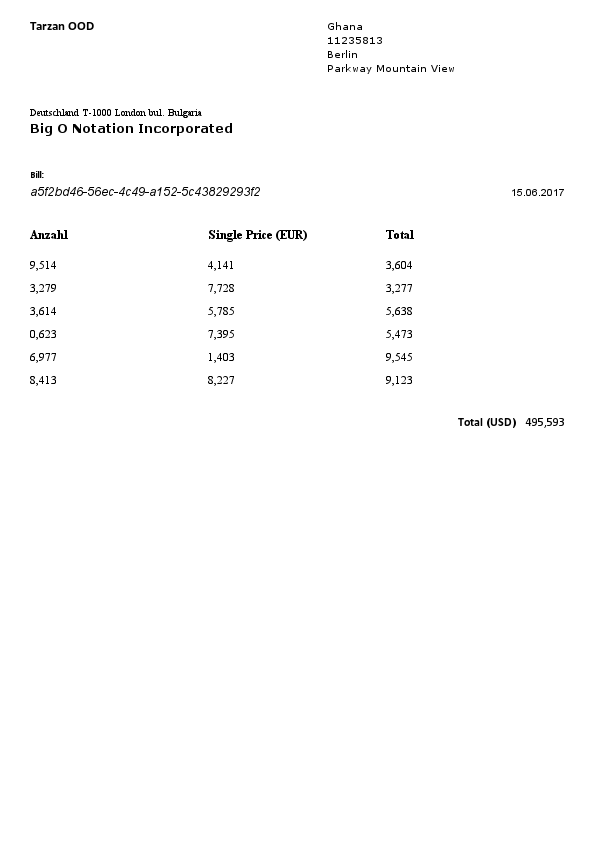 Tarzan OOD
Ghana
11235813
Berlin
Parkway Mountain View
Deutschland T-1000 London bul. Bulgaria
Big O Notation Incorporated
Bill:
a5f2bd46-56ec-4c49-a152-5c43829293f2
15.06.2017
Anzahl Single Price (EUR) Total
9,514 4,141 3,604
3,279 7,728 3,277
3,614 5,785 5,638
0,623 7,395 5,473
6,977 1,403 9,545
8,413 8,227 9,123
Total (USD) 495,593